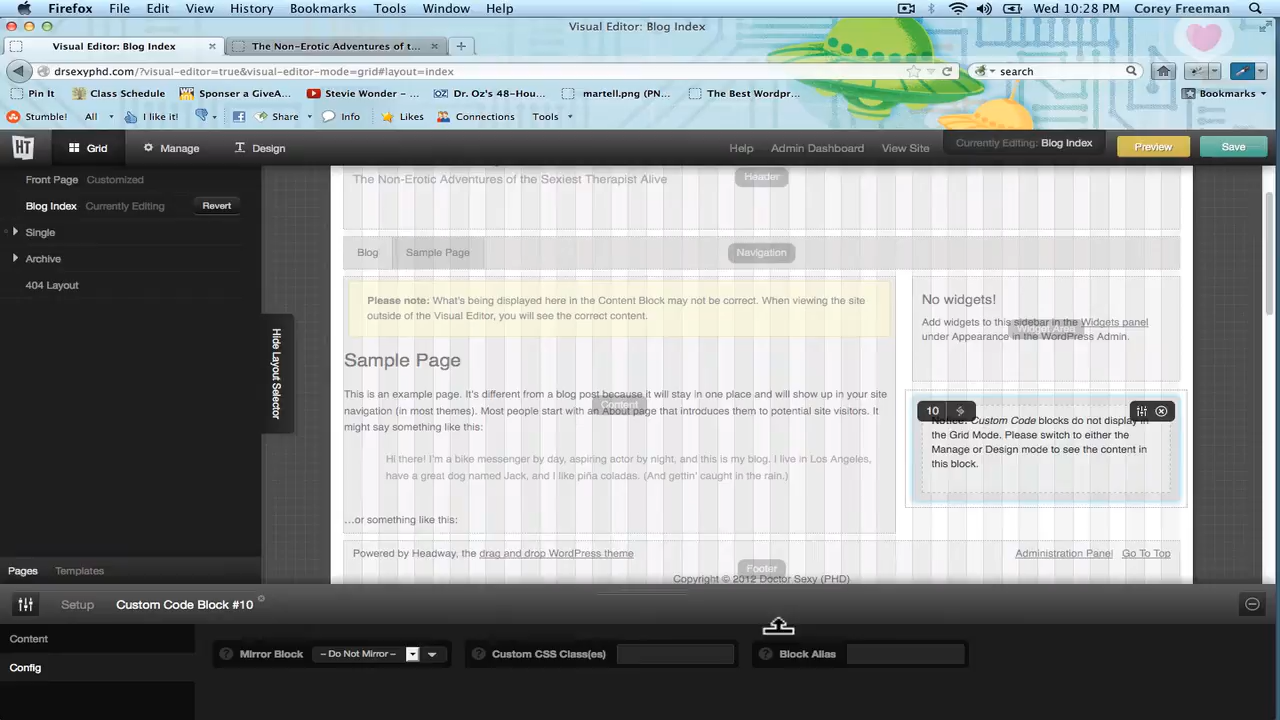 Firefox File Edit View History Bookmarks Tools Window Help Wed 10:28 PM Corey Freeman
Visual Editor: Blog Index
Visual Editor: Blog Index The Non-Erotic Adventures of t...
drsexyphd.com/?visual-editor=true&visual-editor-mode=grid#layout=index search
Pin It Class Schedule Sponser a GiveA... Stevie Wonder – ... Dr. Oz's 48-Hou... martell.png (PN... The Best Wordpr... Bookmarks
Stumble! All I like it! Share Info Likes Connections Tools
HT Grid Manage Design Help Admin Dashboard View Site Currently Editing: Blog Index Preview Save
Front Page Customized
Blog Index Currently Editing Revert
Single
Archive
404 Layout
Hide Layout Selector
Pages Templates
The Non-Erotic Adventures of the Sexiest Therapist Alive Header
Blog Sample Page Navigation
Please note: What's being displayed here in the Content Block may not be correct. When viewing the site
outside of the Visual Editor, you will see the correct content.
Sample Page
This is an example page. It's different from a blog post because it will stay in one place and will show up in your site
navigation (in most themes). Most people start with an About page that introduces them to potential site visitors. It
might say something like this:
Content
Hi there! I'm a bike messenger by day, aspiring actor by night, and this is my blog. I live in Los Angeles,
have a great dog named Jack, and I like piña coladas. (And gettin' caught in the rain.)
...or something like this:
No widgets!
Add widgets to this sidebar in the Widgets panel
under Appearance in the WordPress Admin.
10
Notice: Custom Code blocks do not display in
the Grid Mode. Please switch to either the
Manage or Design mode to see the content in
this block.
Powered by Headway, the drag and drop WordPress theme Administration Panel Go To Top
Footer
Copyright © 2012 Doctor Sexy (PHD)
Setup Custom Code Block #10
Content
Config
Mirror Block – Do Not Mirror – Custom CSS Class(es) Block Alias